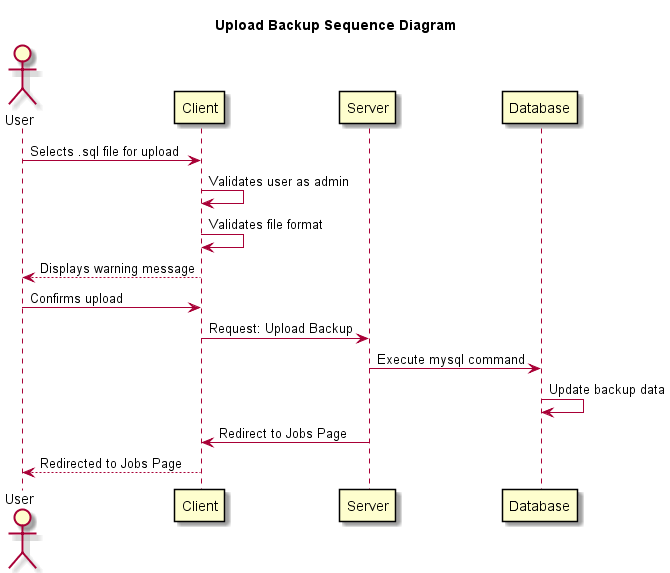 Upload Backup Sequence Diagram
User
Client
Server
Database
Selects .sql file for upload
Validates user as admin
Validates file format
Displays warning message
Confirms upload
Request: Upload Backup
Execute mysql command
Update backup data
Redirect to Jobs Page
Redirected to Jobs Page
User
Client
Server
Database